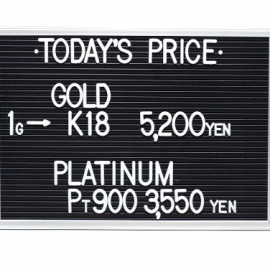 ·TODAY'S PRICE·
GOLD
1G→ K18 5,200YEN
PLATINUM
PT900 3,550 YEN